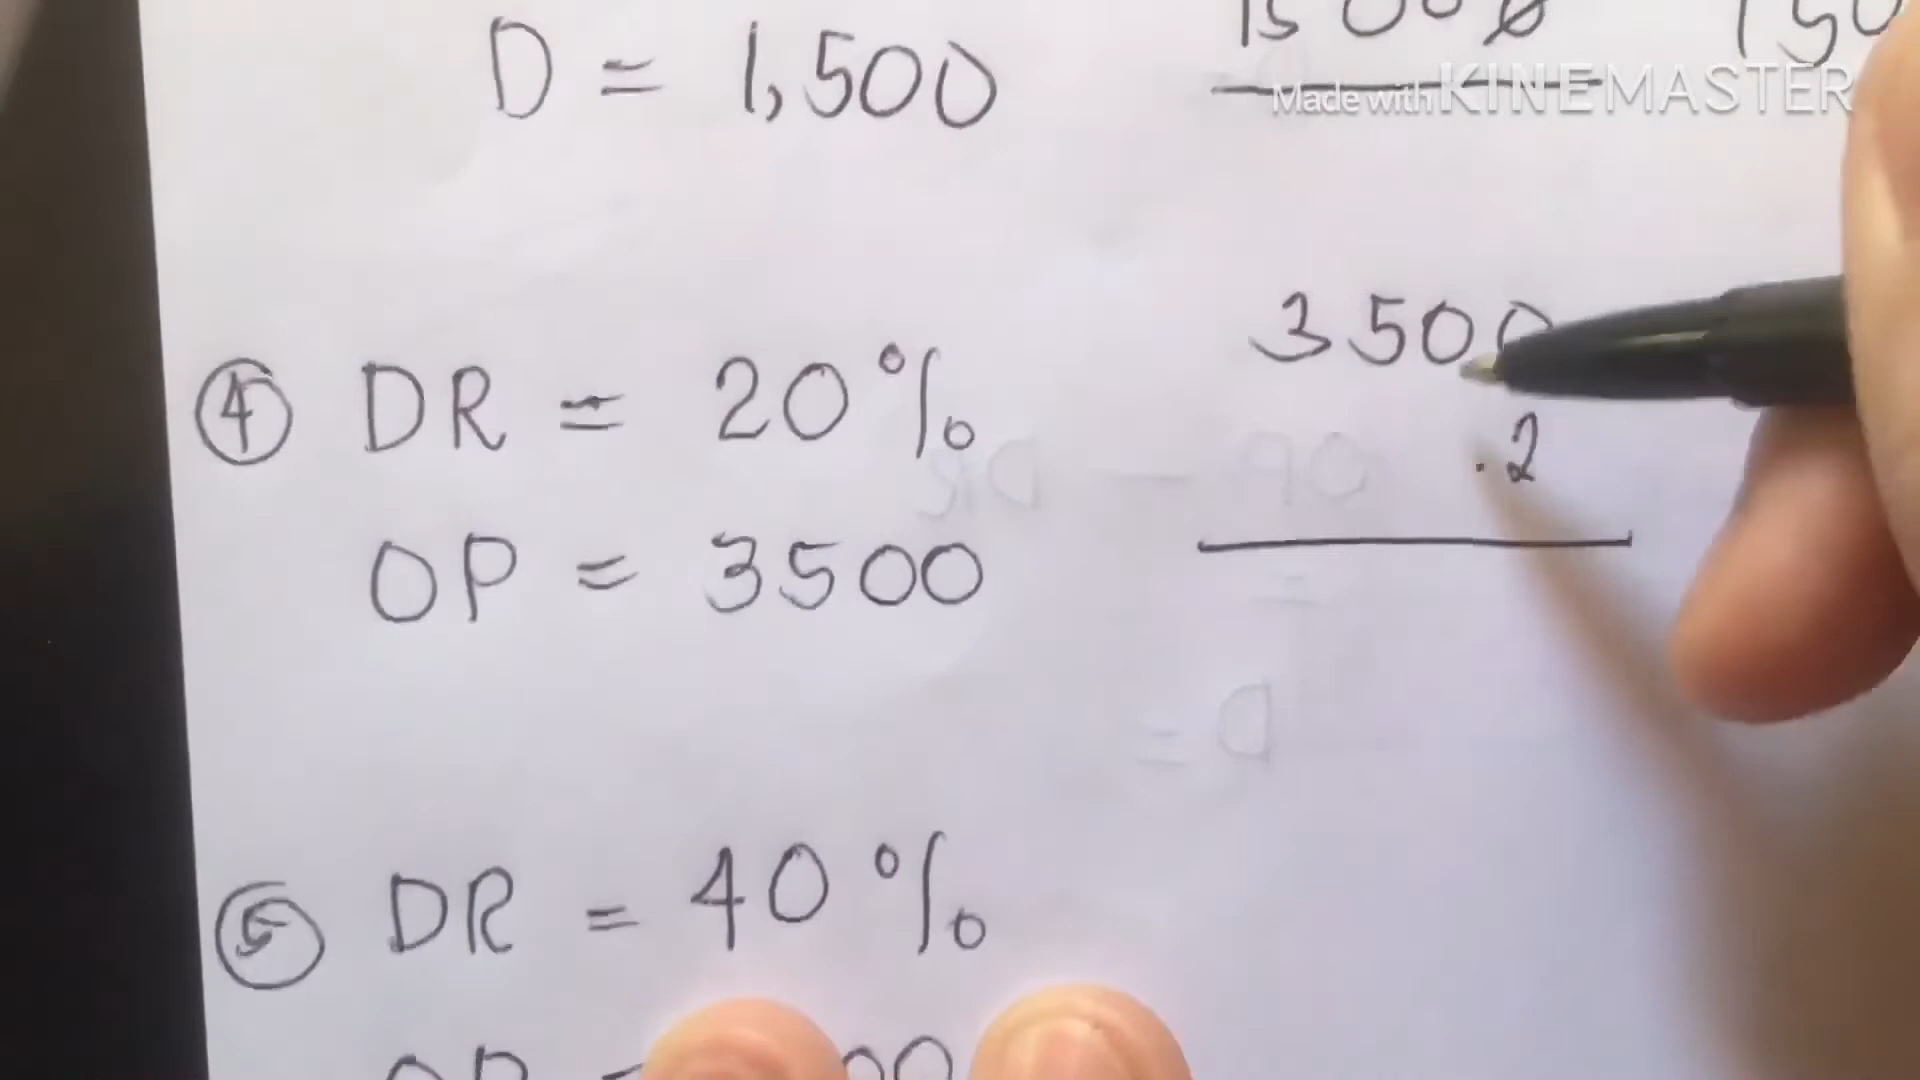 D = 1,500
Made with KINEMASTER
④ DR = 20%
3500
.2
OP = 3500
⑤ DR = 40%